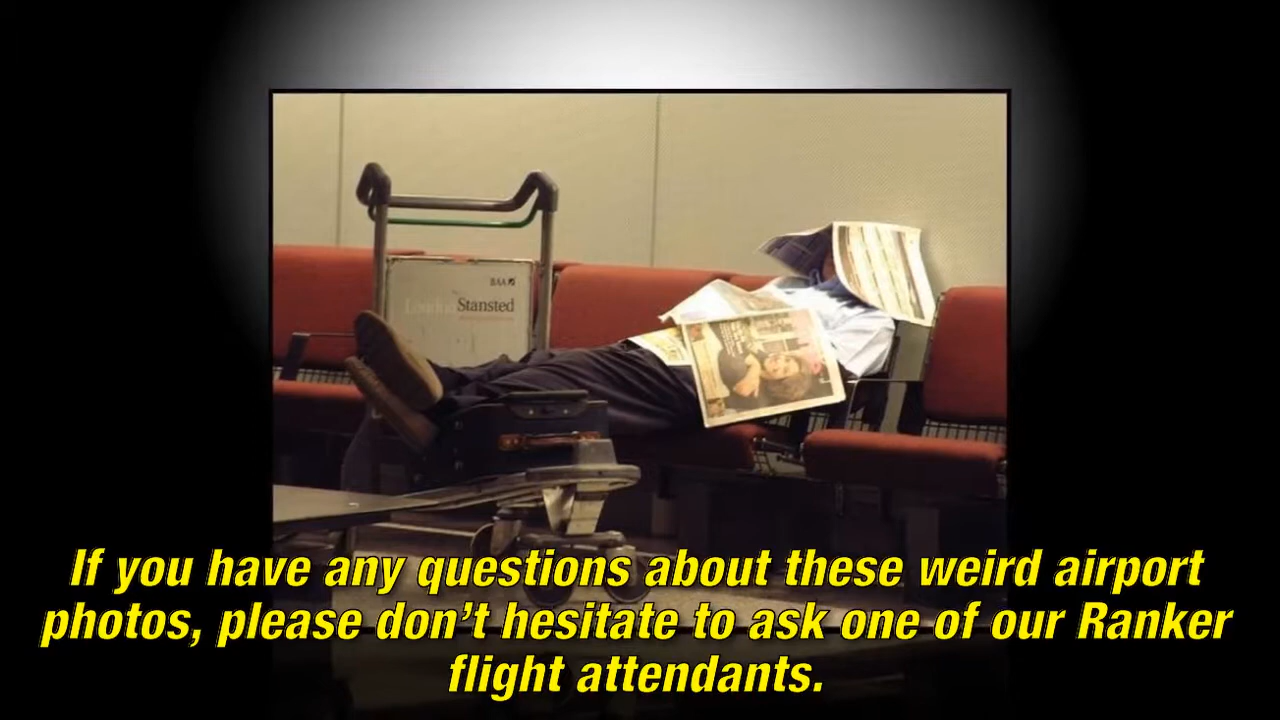 BAA
London Stansted
If you have any questions about these weird airport
photos, please don’t hesitate to ask one of our Ranker
flight attendants.